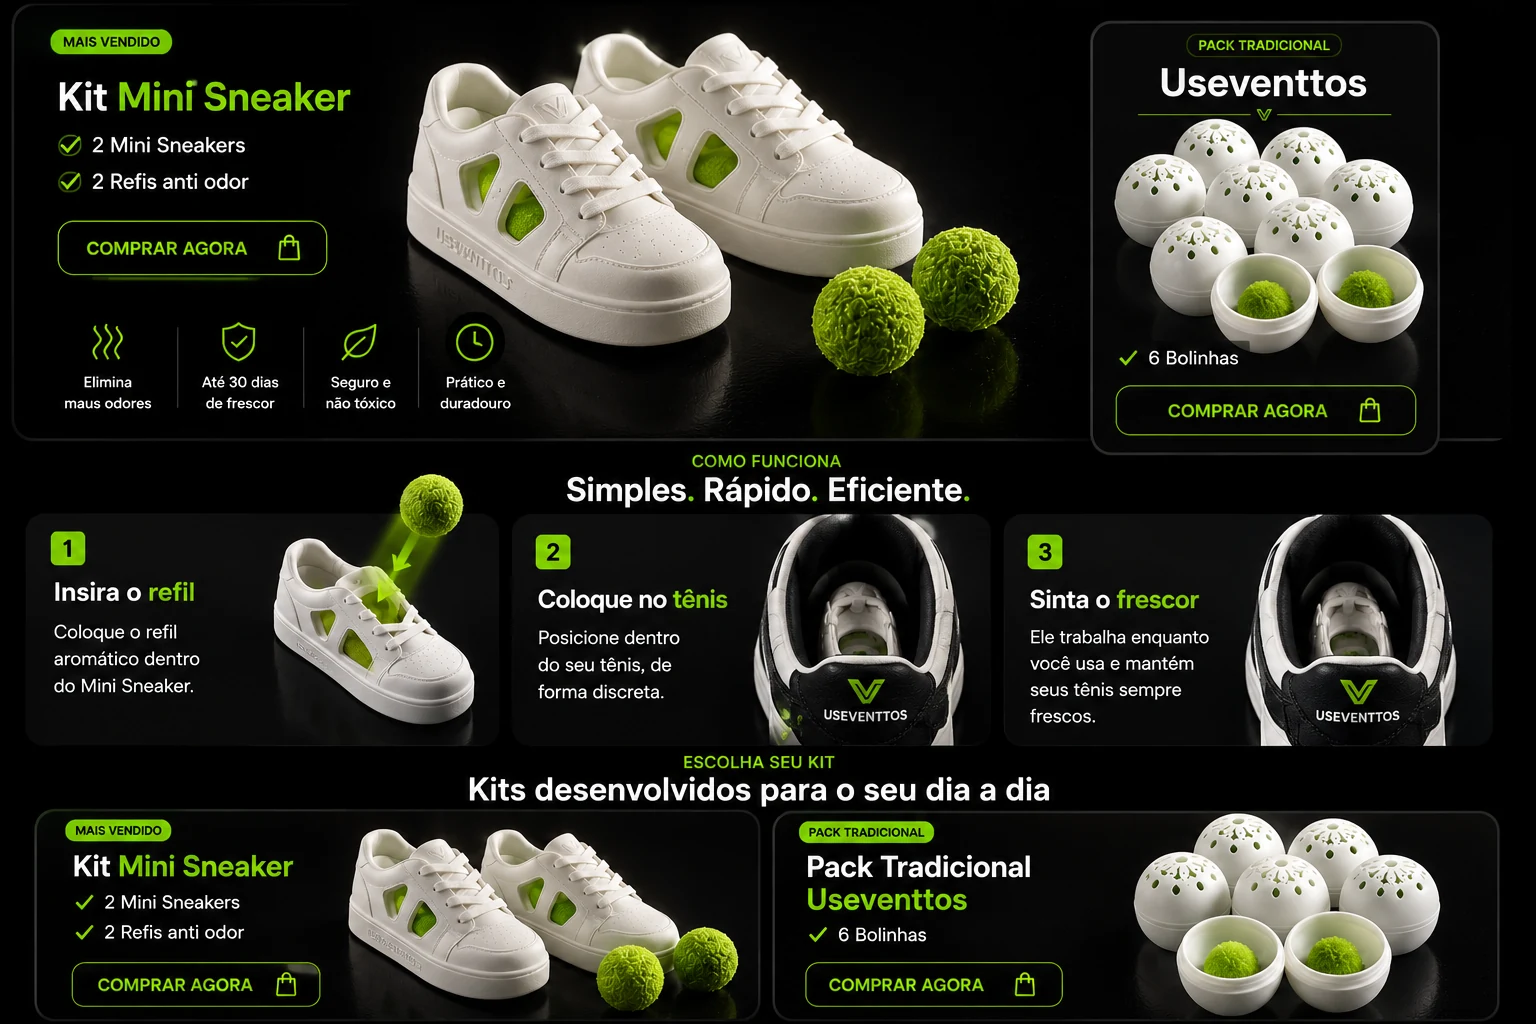 MAIS VENDIDO
Kit Mini Sneaker
2 Mini Sneakers
2 Refis anti odor
COMPRAR AGORA
Elimina
maus odores
Até 30 dias
de frescor
Seguro e
não tóxico
Prático e
duradouro
USEVENTTOS
PACK TRADICIONAL
Useventtos
6 Bolinhas
COMPRAR AGORA
COMO FUNCIONA
Simples. Rápido. Eficiente.
1
Insira o refil
Coloque o refil
aromático dentro
do Mini Sneaker.
2
Coloque no tênis
Posicione dentro
do seu tênis, de
forma discreta.
USEVENTTOS
3
Sinta o frescor
Ele trabalha enquanto
você usa e mantém
seus tênis sempre
frescos.
USEVENTTOS
ESCOLHA SEU KIT
Kits desenvolvidos para o seu dia a dia
MAIS VENDIDO
Kit Mini Sneaker
2 Mini Sneakers
2 Refis anti odor
COMPRAR AGORA
PACK TRADICIONAL
Pack Tradicional
Useventtos
6 Bolinhas
COMPRAR AGORA